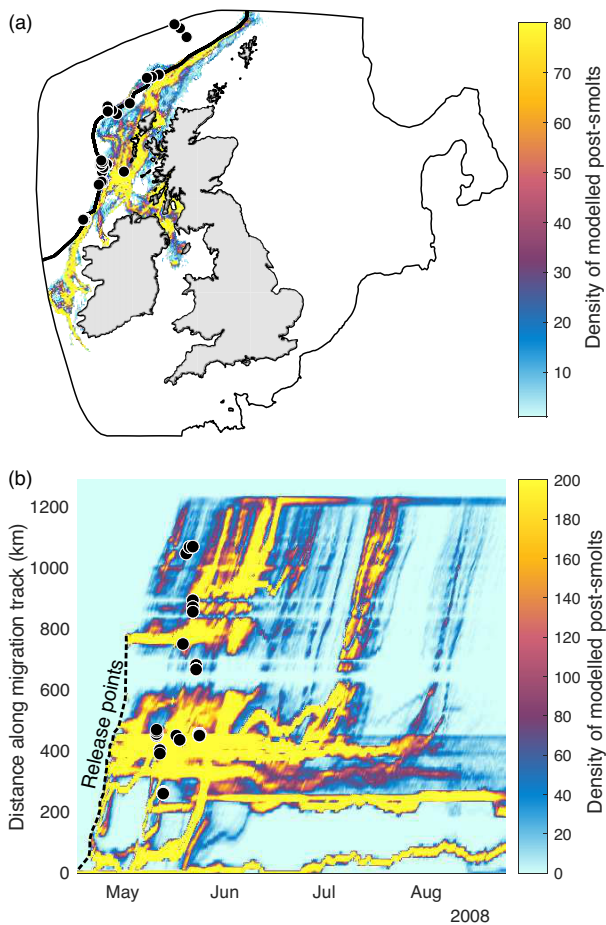 (a)
80
70
60
50
40
30
20
10
Density of modelled post-smolts
(b)
1200
1000
800
600
400
200
0
Distance along migration track (km)
Release points
May
Jun
Jul
Aug
2008
200
180
160
140
120
100
80
60
40
20
0
Density of modelled post-smolts